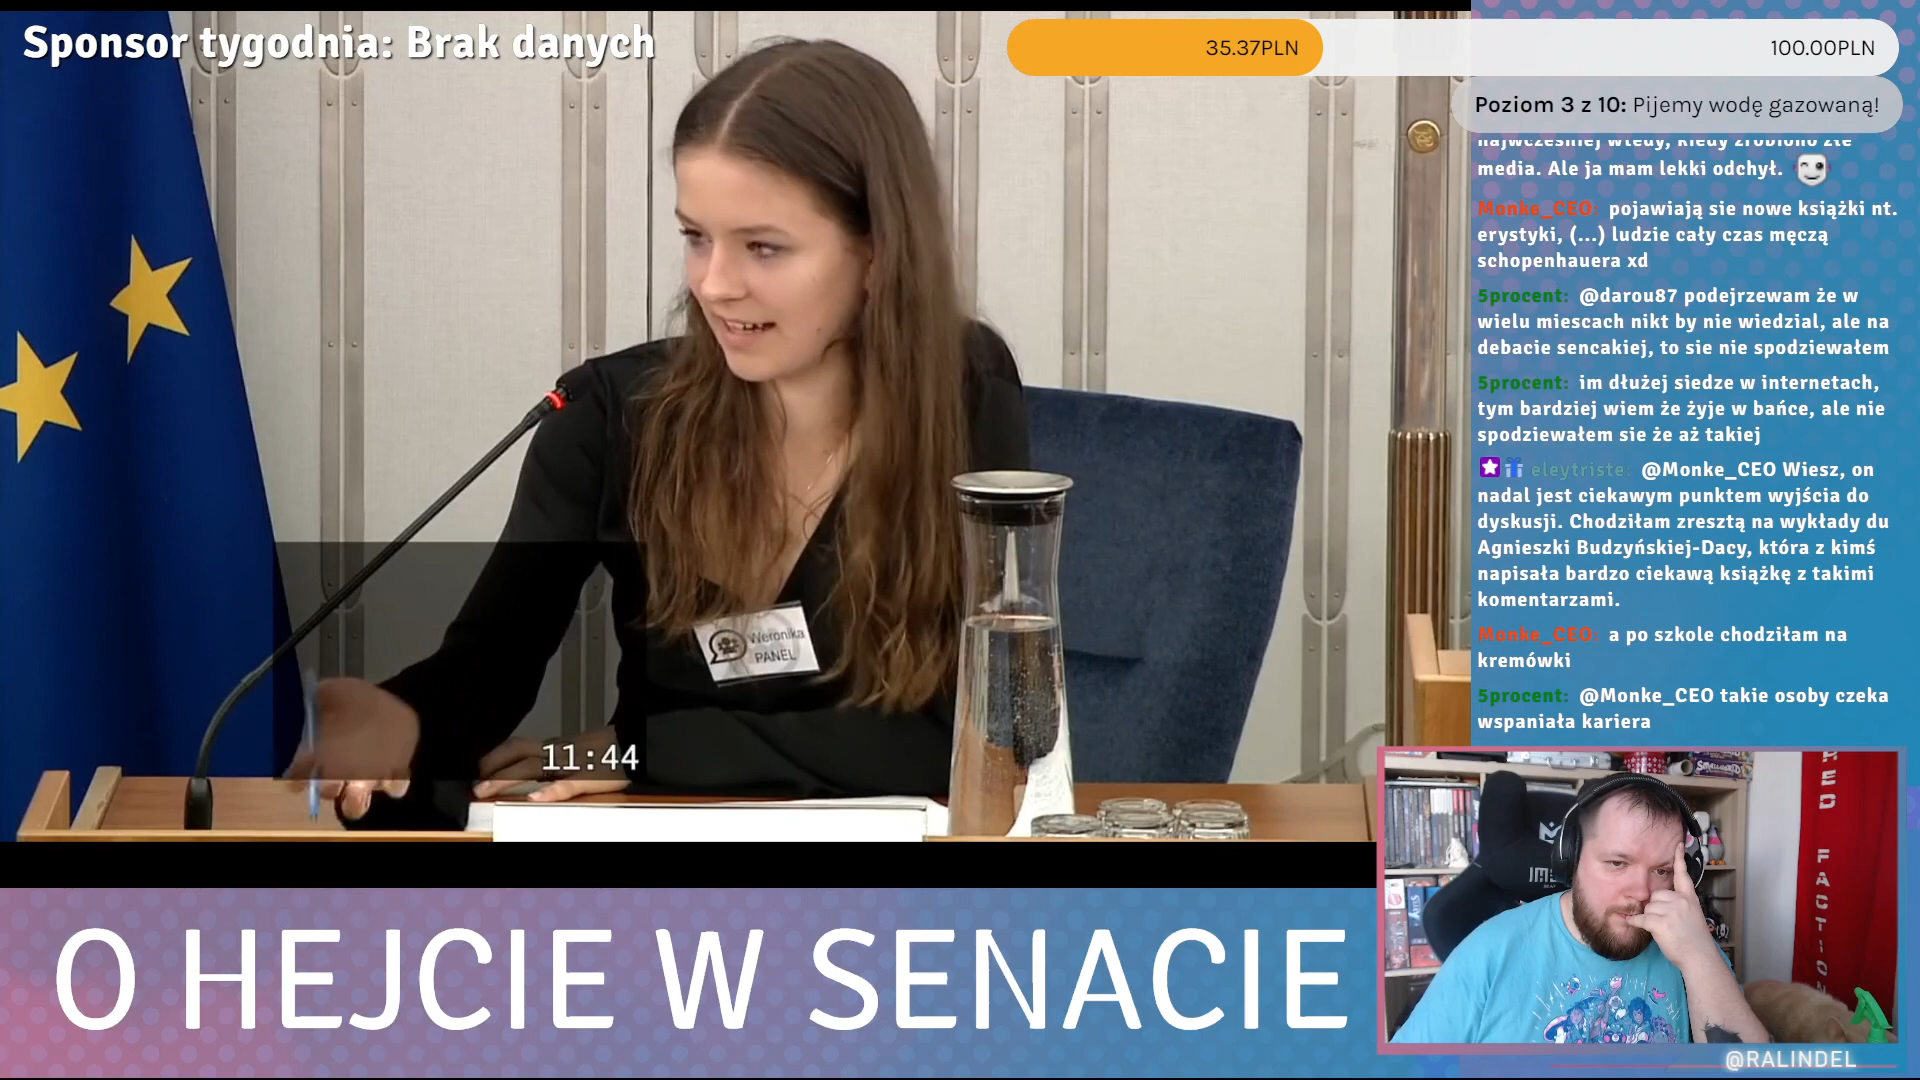 Sponsor tygodnia: Brak danych
35.37PLN
100.00PLN
Poziom 3 z 10: Pijemy wodę gazowaną!
najwcześniej wtedy, kiedy zrobiono złe
media. Ale ja mam lekki odchył.
Monke_CEO: pojawiają sie nowe książki nt.
erystyki, (...) ludzie cały czas męczą
schopenhauera xd
5procent: @darou87 podejrzewam że w
wielu miescach nikt by nie wiedzial, ale na
debacie sencakiej, to sie nie spodziewałem
5procent: im dłużej siedze w internetach,
tym bardziej wiem że żyje w bańce, ale nie
spodziewałem sie że aż takiej
eleytriste: @Monke_CEO Wiesz, on
nadal jest ciekawym punktem wyjścia do
dyskusji. Chodziłam zresztą na wykłady du
Agnieszki Budzyńskiej-Dacy, która z kimś
napisała bardzo ciekawą książkę z takimi
komentarzami.
Monke_CEO: a po szkole chodziłam na
kremówki
5procent: @Monke_CEO takie osoby czeka
wspaniała kariera
Weronika
PANEL
11:44
O HEJCIE W SENACIE
FACTION
@RALINDEL